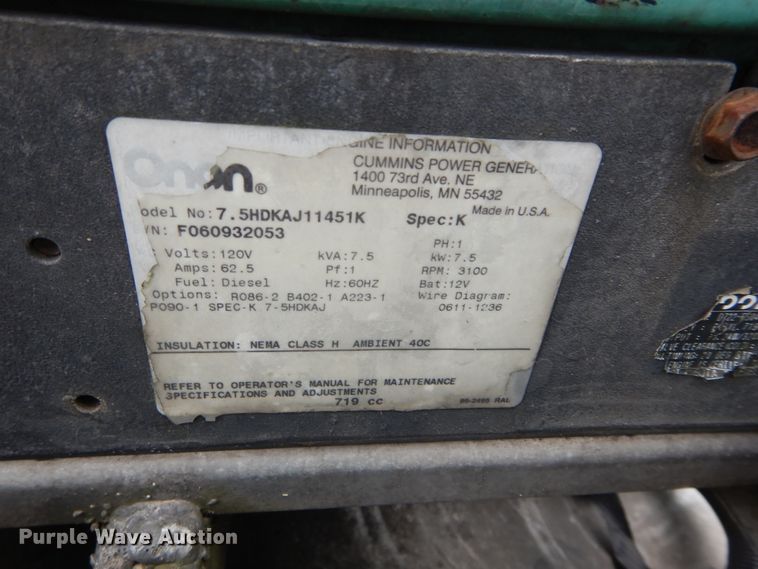 GINE INFORMATION
Onan®
CUMMINS POWER GENER
1400 73rd Ave. NE
Minneapolis, MN 55432
odel No:7.5HDKAJ11451K Spec:K Made in U.S.A.
/N: F060932053 PH:1
Volts:120V kVA:7.5 kW:7.5
Amps:62.5 Pf:1 RPM: 3100
Fuel: Diesel Hz:60HZ Bat:12V
Options: R086-2 B402-1 A223-1 Wire Diagram:
P090-1 SPEC-K 7-5HDKAJ 0611-1236
INSULATION: NEMA CLASS H AMBIENT 40C
REFER TO OPERATOR'S MANUAL FOR MAINTENANCE
SPECIFICATIONS AND ADJUSTMENTS
719 cc
RAL
Purple Wave Auction